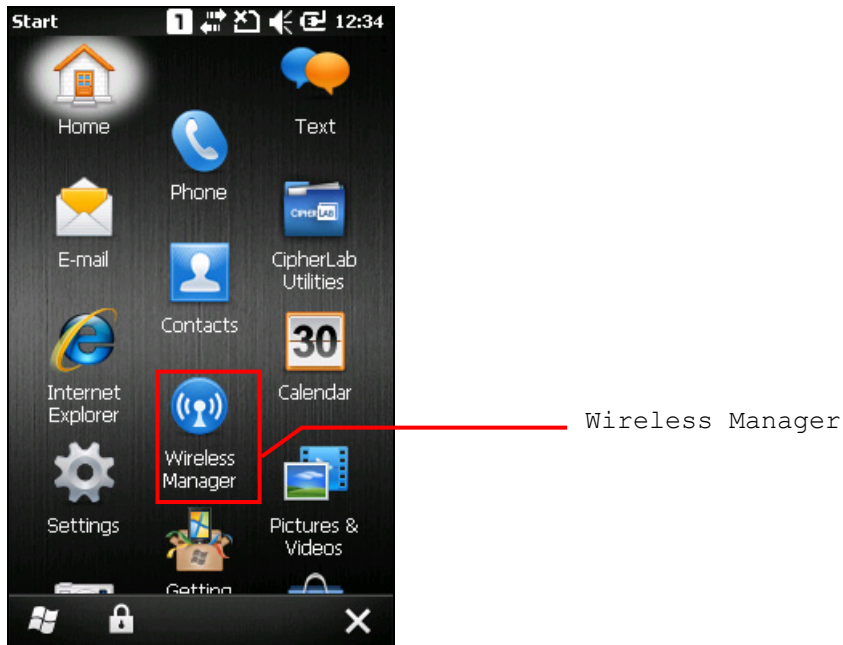 Start 1 12:34
Home
Text
Phone
CIPHERLAB
E-mail
CipherLab
Utilities
Contacts
30
Internet
Explorer
Calendar
Wireless
Manager
Wireless Manager
Settings
Pictures &
Videos
Getting